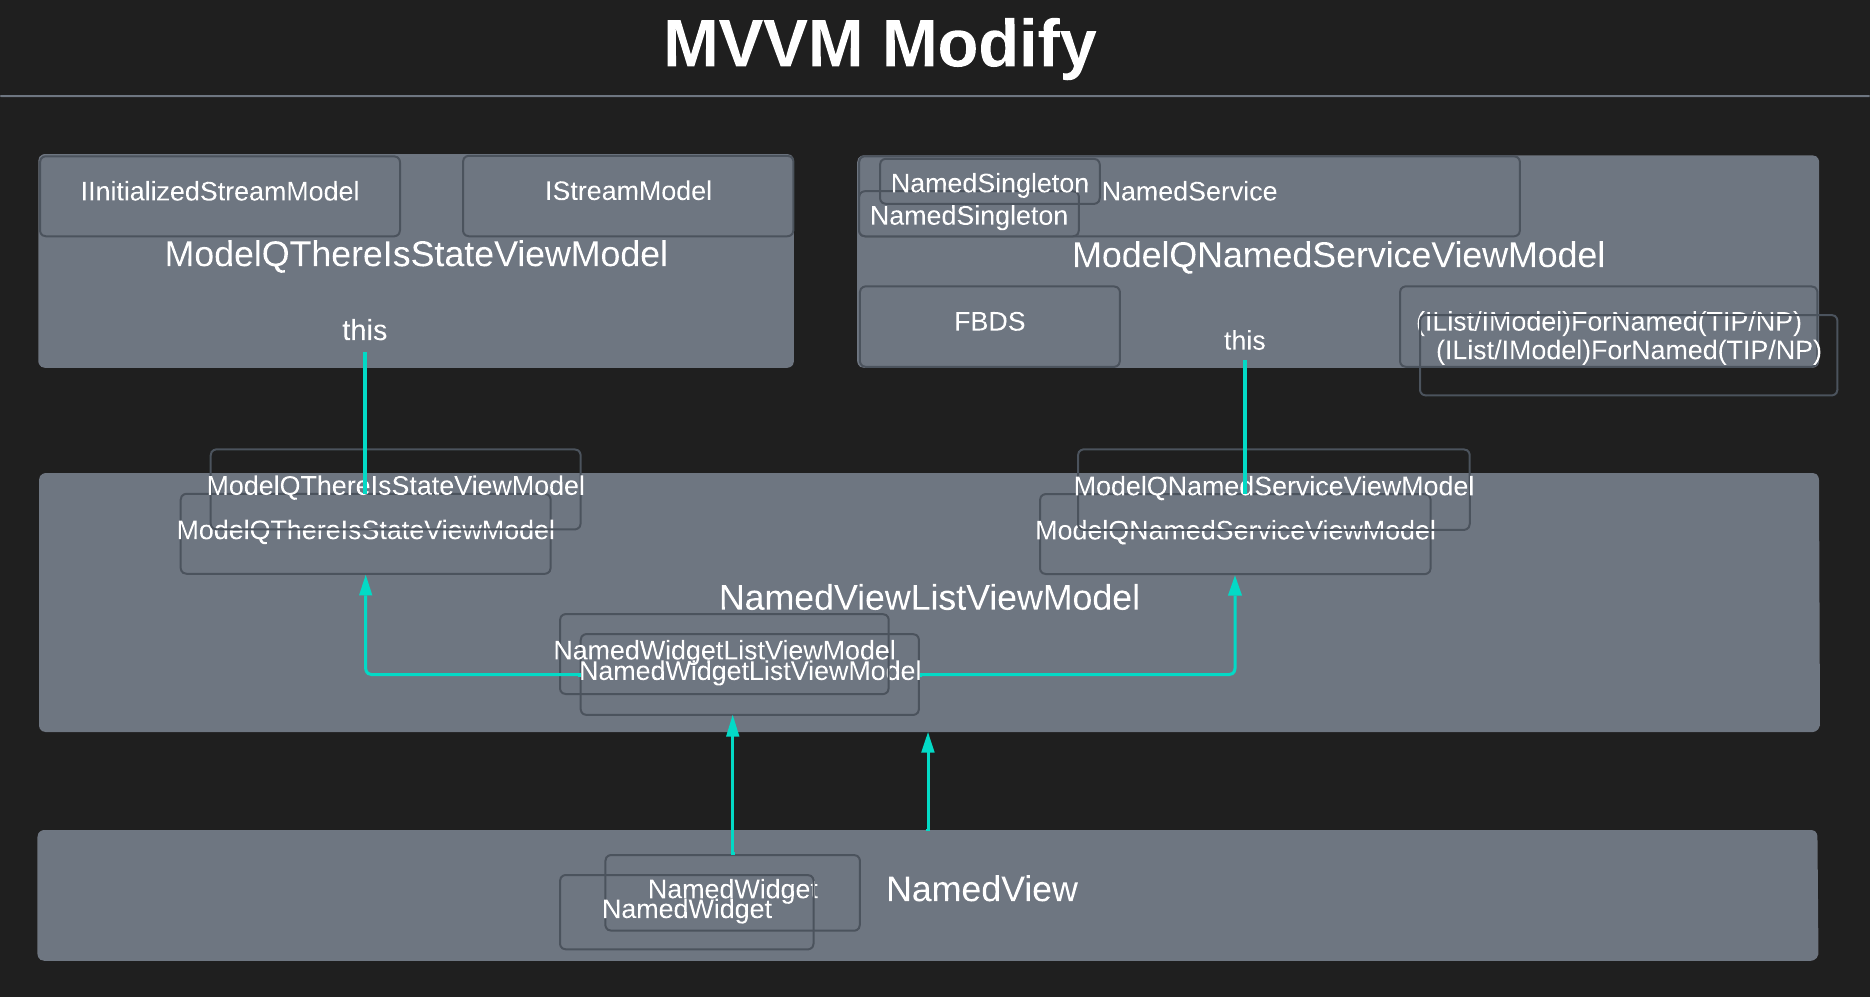 MVVM Modify
IInitializedStreamModel
IStreamModel
ModelQThereIsStateViewModel
this
NamedSingleton
NamedService
NamedSingleton
ModelQNamedServiceViewModel
FBDS
this
(IList/IModel)ForNamed(TIP/NP)
(IList/IModel)ForNamed(TIP/NP)
ModelQThereIsStateViewModel
ModelQThereIsStateViewModel
ModelQNamedServiceViewModel
ModelQNamedServiceViewModel
NamedViewListViewModel
NamedWidgetListViewModel
NamedWidgetListViewModel
NamedWidget
NamedWidget
NamedView